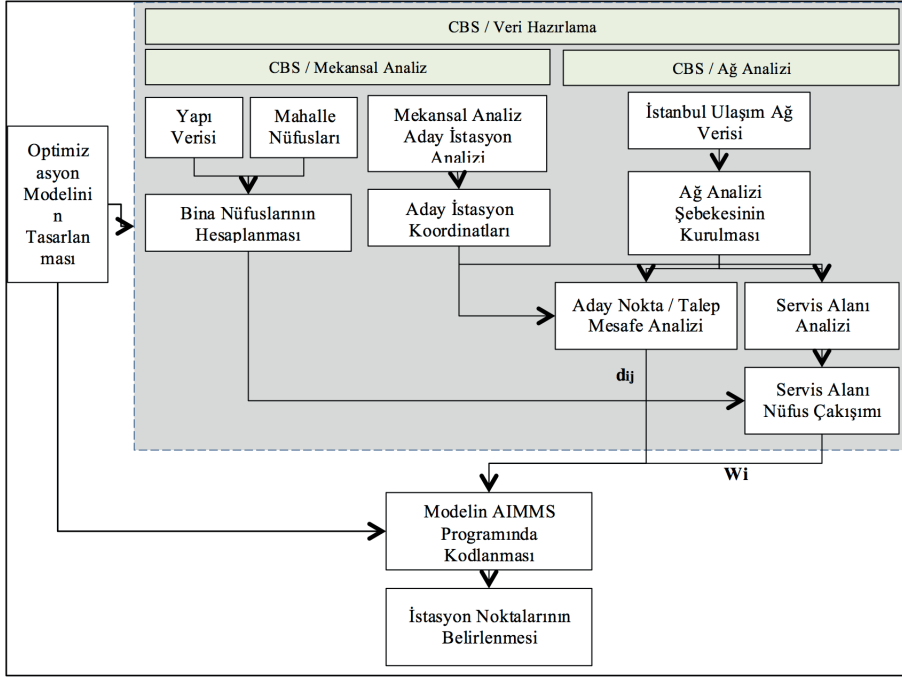 CBS / Veri Hazırlama
CBS / Mekansal Analiz
CBS / Ağ Analizi
Yapı
Verisi
Mahalle
Nüfusları
Mekansal Analiz
Aday İstasyon
Analizi
İstanbul Ulaşım Ağ
Verisi
Optimiz
asyon
Modelini
n
Tasarlan
ması
Bina Nüfuslarının
Hesaplanması
Aday İstasyon
Koordinatları
Ağ Analizi
Şebekesinin
Kurulması
Aday Nokta / Talep
Mesafe Analizi
Servis Alanı
Analizi
dij
Servis Alanı
Nüfus Çakışımı
Wi
Modelin AIMMS
Programında
Kodlanması
İstasyon Noktalarının
Belirlenmesi